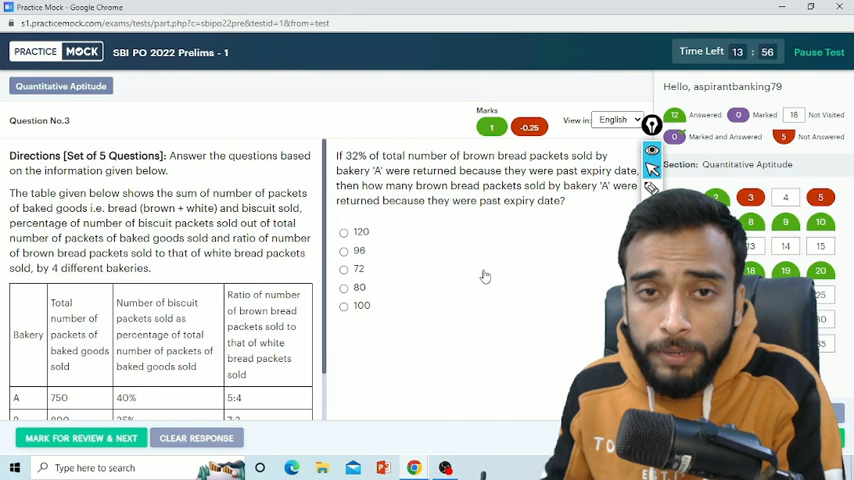 Practice Mock - Google Chrome
s1.practicemock.com/exams/tests/part.php?c=sbipo22pre&testid=1&from=test
PRACTICE MOCK
SBI PO 2022 Prelims - 1
Time Left 13 : 56
Pause Test
Quantitative Aptitude
Hello, aspirantbanking79
Question No.3
Marks
1
-0.25
View in:
English
12 Answered
0 Marked
18 Not Visited
0 Marked and Answered
5 Not Answered
Section: Quantitative Aptitude
Directions [Set of 5 Questions]: Answer the questions based
on the information given below.
The table given below shows the sum of number of packets
of baked goods i.e. bread (brown + white) and biscuit sold,
percentage of number of biscuit packets sold out of total
number of packets of baked goods sold and ratio of number
of brown bread packets sold to that of white bread packets
sold, by 4 different bakeries.
Bakery
Total
number of
packets of
baked goods
sold
Number of biscuit
packets sold as
percentage of total
number of packets of
baked goods sold
Ratio of number
of brown bread
packets sold to
that of white
bread packets
sold
A 750 40% 5:4
If 32% of total number of brown bread packets sold by
bakery 'A' were returned because they were past expiry date,
then how many brown bread packets sold by bakery 'A' were
returned because they were past expiry date?
120
96
72
80
100
2 3 4 5
8 9 10
13 14 15
18 19 20
25
MARK FOR REVIEW & NEXT
CLEAR RESPONSE
Type here to search